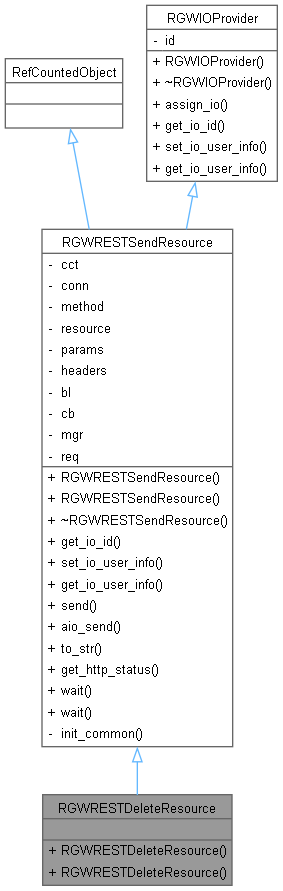 RGWIOProvider
- id
+ RGWIOProvider()
+ ~RGWIOProvider()
+ assign_io()
+ get_io_id()
+ set_io_user_info()
+ get_io_user_info()
RefCountedObject
RGWRESTSendResource
- cct
- conn
- method
- resource
- params
- headers
- bl
- cb
- mgr
- req
+ RGWRESTSendResource()
+ RGWRESTSendResource()
+ ~RGWRESTSendResource()
+ get_io_id()
+ set_io_user_info()
+ get_io_user_info()
+ send()
+ aio_send()
+ to_str()
+ get_http_status()
+ wait()
+ wait()
- init_common()
RGWRESTDeleteResource
+ RGWRESTDeleteResource()
+ RGWRESTDeleteResource()